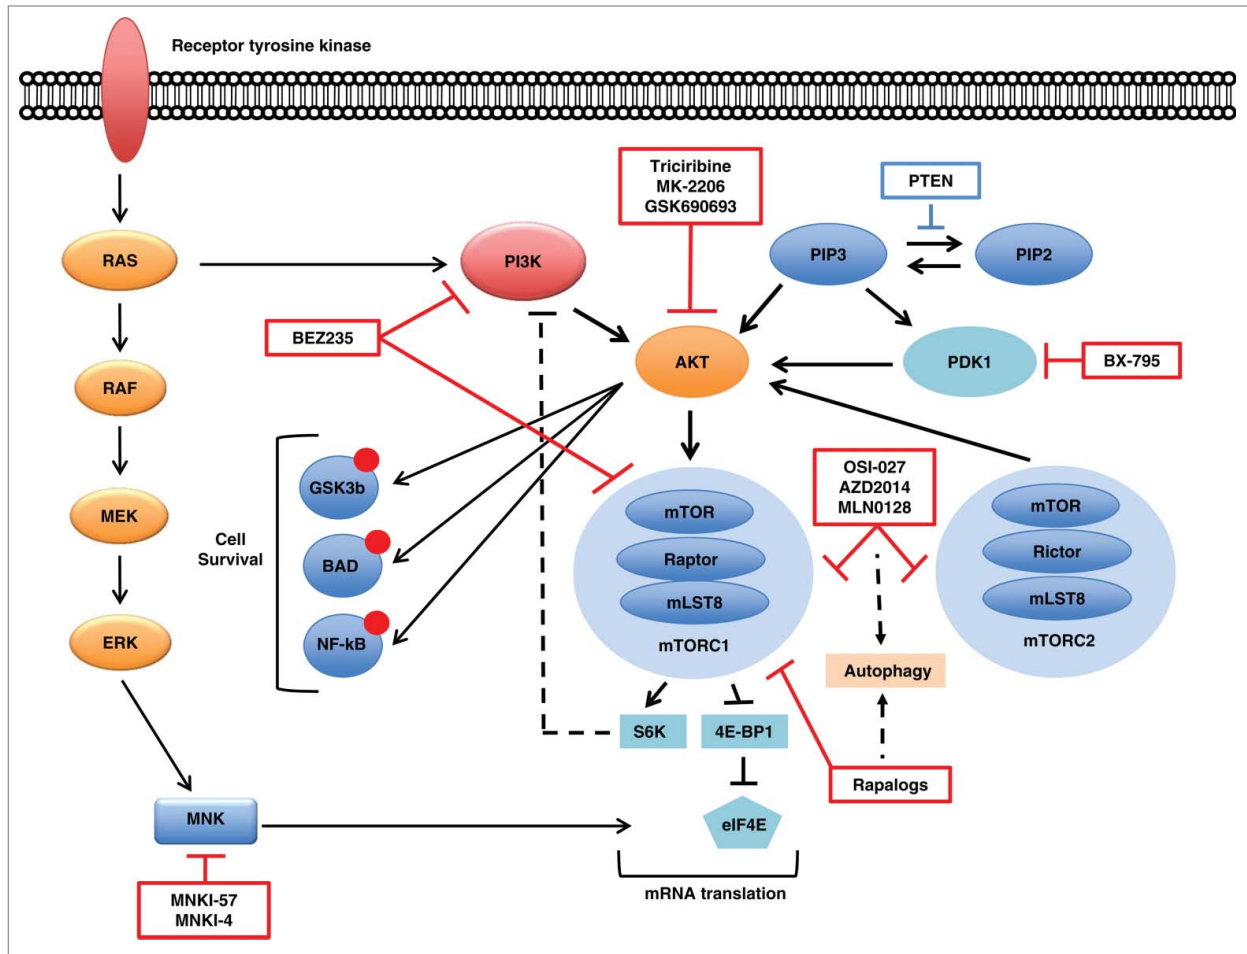 Receptor tyrosine kinase
Triciribine
MK-2206
GSK690693
PTEN
RAS
PI3K
PIP3
PIP2
BEZ235
AKT
PDK1
BX-795
RAF
GSK3b
OSI-027
AZD2014
MLN0128
mTOR
mTOR
MEK
Cell
Survival
BAD
Raptor
Rictor
mLST8
mLST8
ERK
NF-kB
mTORC1
mTORC2
Autophagy
S6K
4E-BP1
Rapalogs
MNK
eIF4E
mRNA translation
MNKI-57
MNKI-4